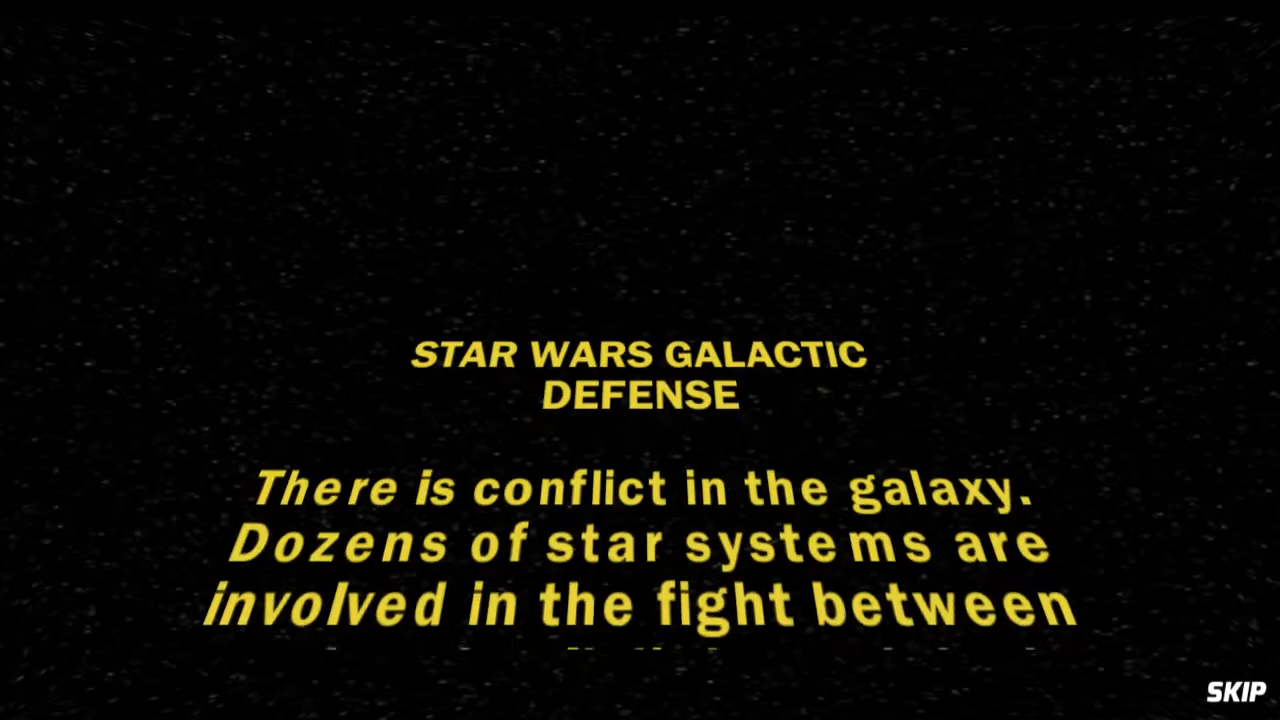 STAR WARS GALACTIC
DEFENSE
There is conflict in the galaxy.
Dozens of star systems are
involved in the fight between
SKIP